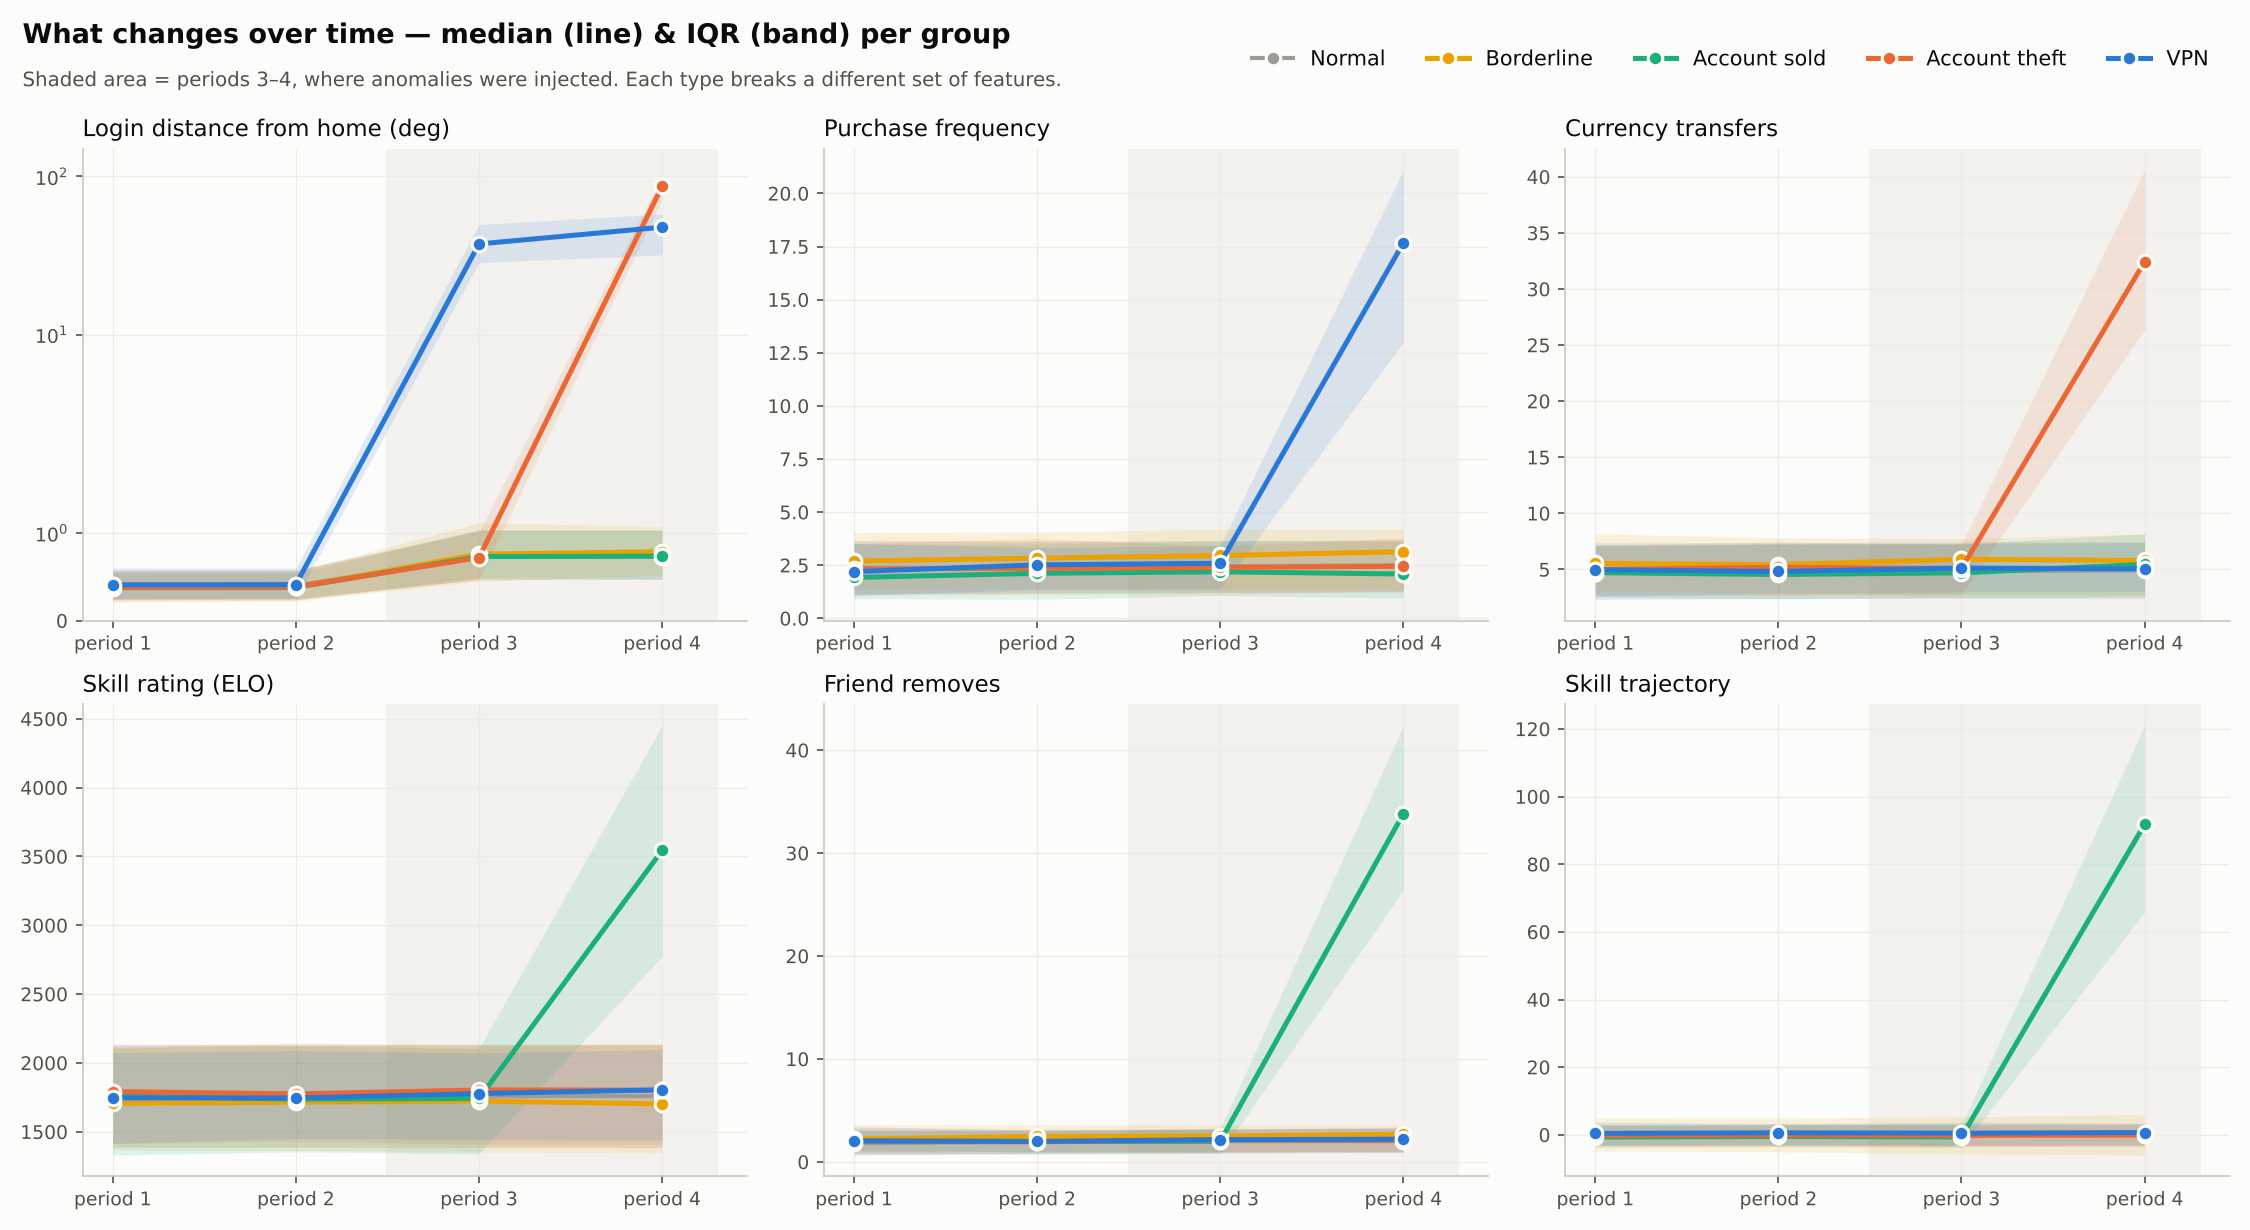 What changes over time — median (line) & IQR (band) per group
Shaded area = periods 3–4, where anomalies were injected. Each type breaks a different set of features.
Normal Borderline Account sold Account theft VPN
Login distance from home (deg)
10²
10¹
10⁰
0
period 1 period 2 period 3 period 4
Purchase frequency
20.0
17.5
15.0
12.5
10.0
7.5
5.0
2.5
0.0
period 1 period 2 period 3 period 4
Currency transfers
40
35
30
25
20
15
10
5
period 1 period 2 period 3 period 4
Skill rating (ELO)
4500
4000
3500
3000
2500
2000
1500
period 1 period 2 period 3 period 4
Friend removes
40
30
20
10
0
period 1 period 2 period 3 period 4
Skill trajectory
120
100
80
60
40
20
0
period 1 period 2 period 3 period 4